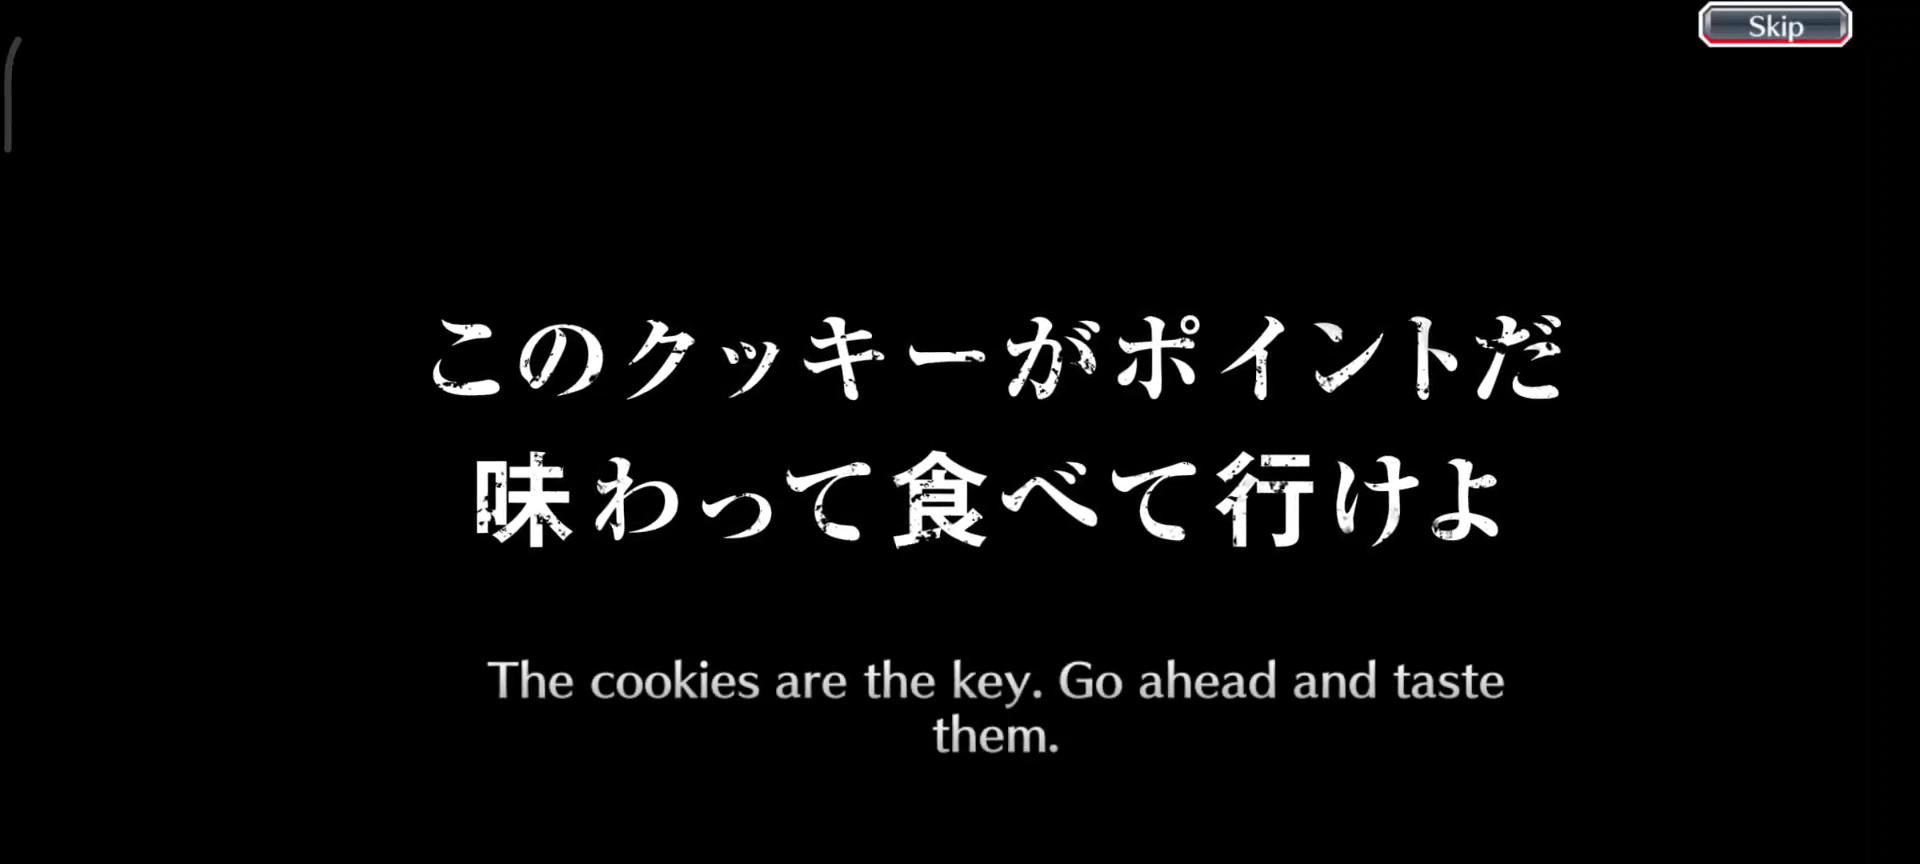 Skip
このクッキーがポイントだ
味わって食べて行けよ
The cookies are the key. Go ahead and taste
them.